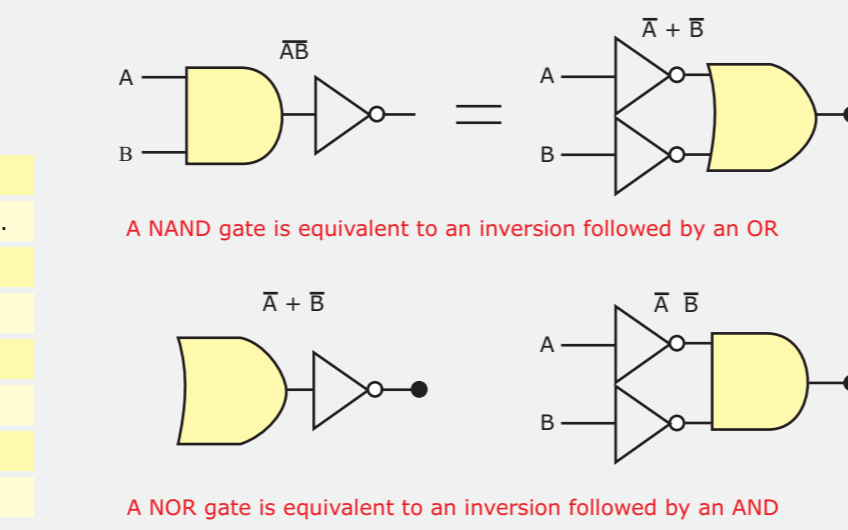 A̅B̅
A̅ + B̅
A
B
=
A
B
.
A NAND gate is equivalent to an inversion followed by an OR
A̅ + B̅
A̅ B̅
A
B
A NOR gate is equivalent to an inversion followed by an AND